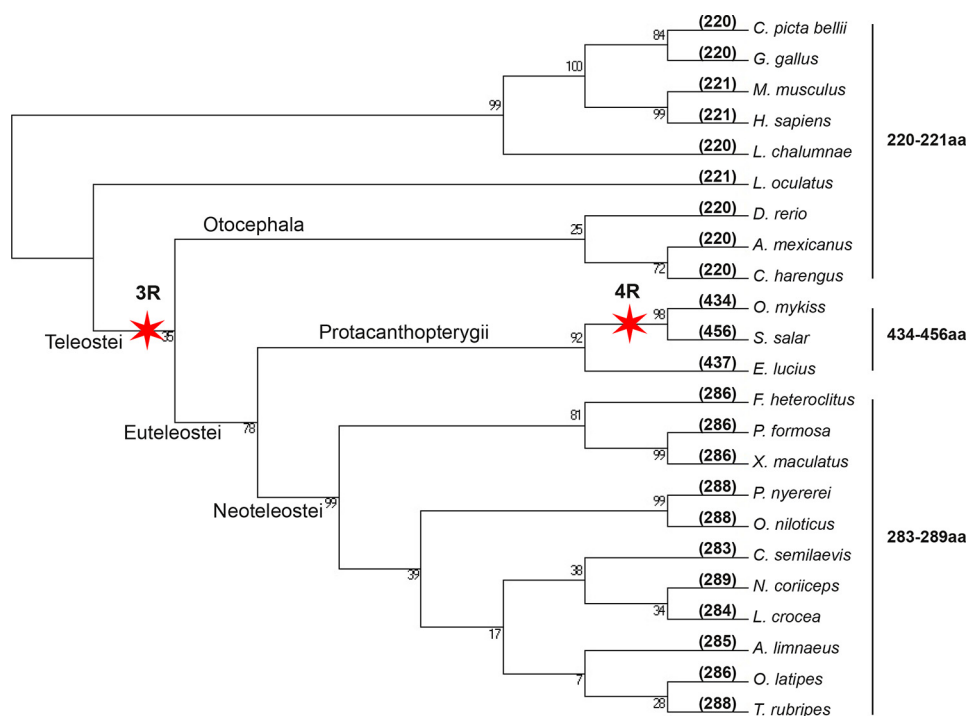 (220) C. picta bellii
84
(220) G. gallus
100
(221) M. musculus
99
99
(221) H. sapiens
(220) L. chalumnae
220-221aa
(221) L. oculatus
(220) D. rerio
Otocephala
25
(220) A. mexicanus
72
(220) C. harengus
3R
4R
(434) O. mykiss
98
Teleostei
35
Protacanthopterygii
92
(456) S. salar
434-456aa
(437) E. lucius
(286) F. heteroclitus
81
Euteleostei
78
(286) P. formosa
99
(286) X. maculatus
(288) P. nyererei
99
Neoteleostei
99
(288) O. niloticus
283-289aa
(283) C. semilaevis
38
39
(289) N. coriiceps
34
(284) L. crocea
17
(285) A. limnaeus
7
(286) O. latipes
28
(288) T. rubripes